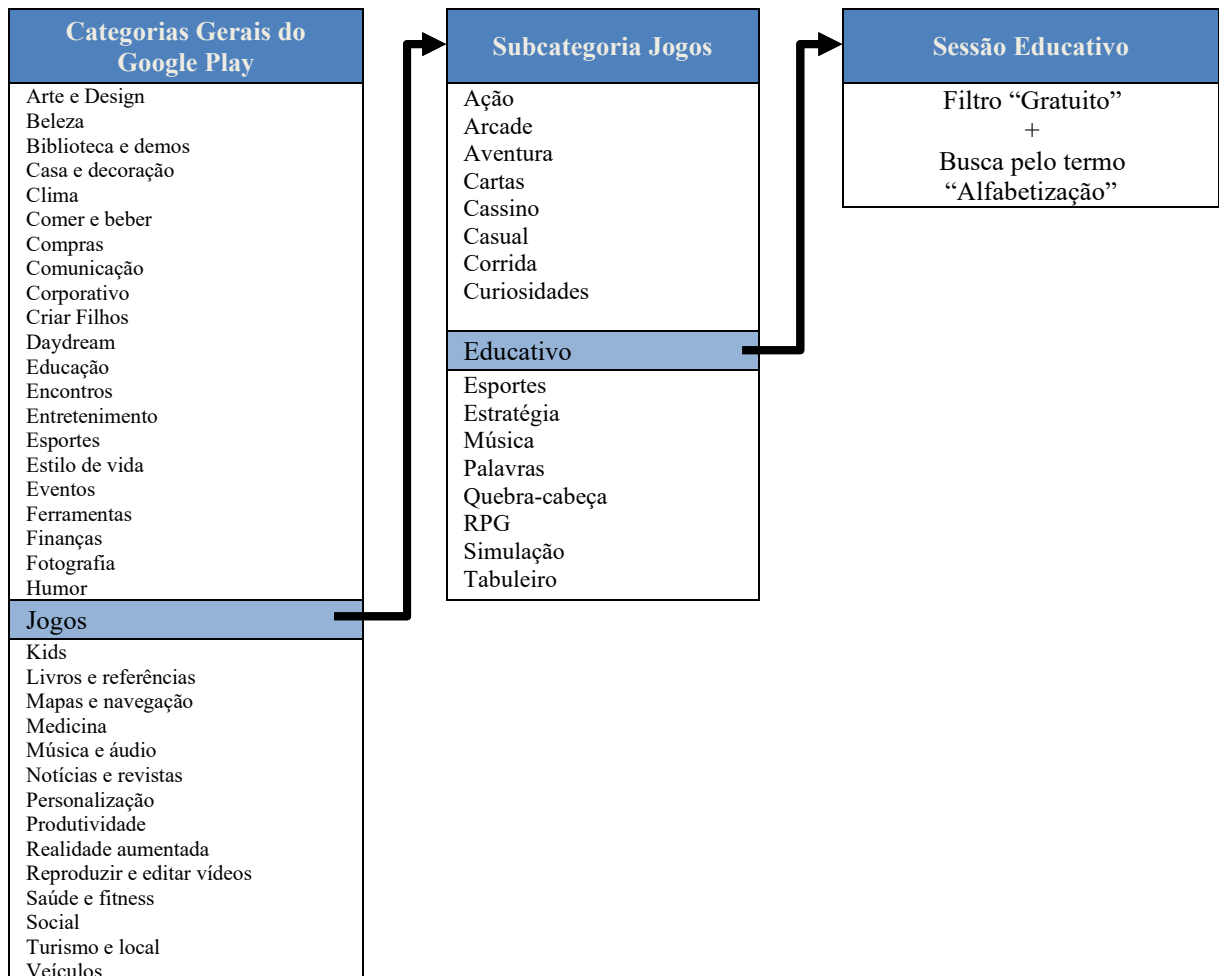 Categorias Gerais do
Google Play
Arte e Design
Beleza
Biblioteca e demos
Casa e decoração
Clima
Comer e beber
Compras
Comunicação
Corporativo
Criar Filhos
Daydream
Educação
Encontros
Entretenimento
Esportes
Estilo de vida
Eventos
Ferramentas
Finanças
Fotografia
Humor
Jogos
Kids
Livros e referências
Mapas e navegação
Medicina
Música e áudio
Notícias e revistas
Personalização
Produtividade
Realidade aumentada
Reproduzir e editar vídeos
Saúde e fitness
Social
Turismo e local
Veículos
Subcategoria Jogos
Ação
Arcade
Aventura
Cartas
Cassino
Casual
Corrida
Curiosidades
Educativo
Esportes
Estratégia
Música
Palavras
Quebra-cabeça
RPG
Simulação
Tabuleiro
Sessão Educativo
Filtro “Gratuito”
+
Busca pelo termo
“Alfabetização”